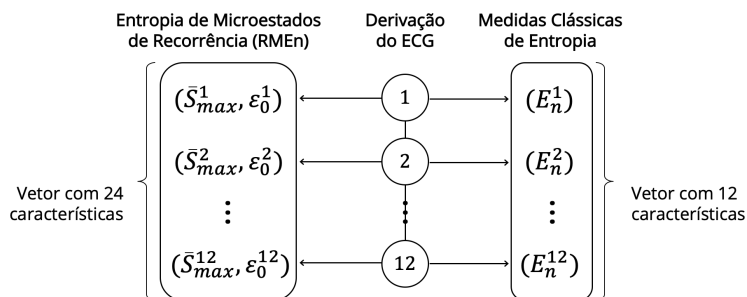 Entropia de Microestados
de Recorrência (RMEn)
Derivação
do ECG
Medidas Clássicas
de Entropia
(S̄¹ₘₐₓ, ε¹₀)
1
(E¹ₙ)
(S̄²ₘₐₓ, ε²₀)
2
(E²ₙ)
Vetor com 24
características
⋮
⋮
⋮
Vetor com 12
características
(S̄¹²ₘₐₓ, ε¹²₀)
12
(E¹²ₙ)